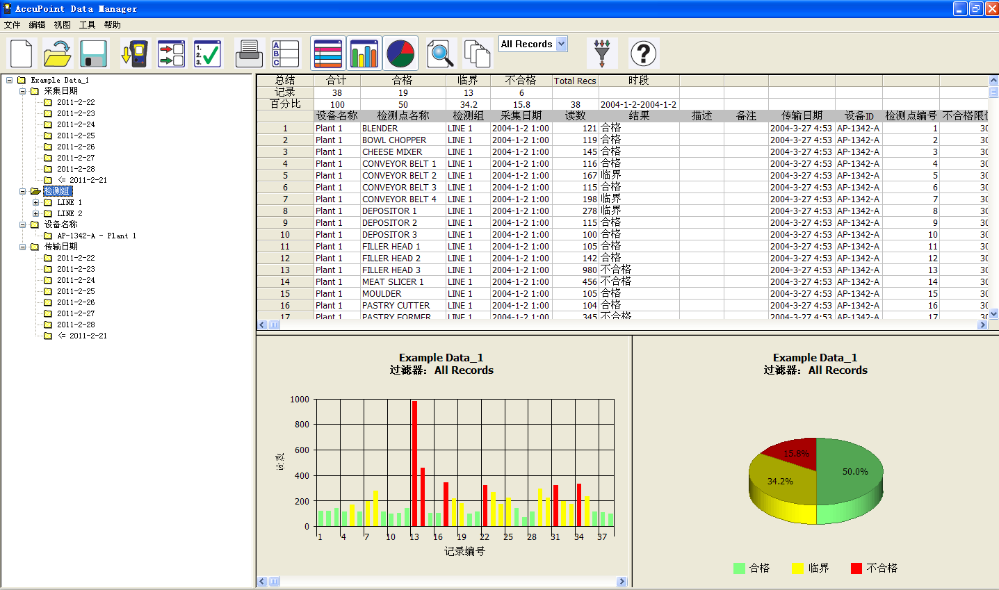 AccuPoint Data Manager
文件 编辑 视图 工具 帮助
1. 2. 3. A B C All Records
Example Data_1
采集日期
2011-2-22
2011-2-23
2011-2-24
2011-2-25
2011-2-26
2011-2-27
2011-2-28
<= 2011-2-21
检测组
LINE 1
LINE 2
设备名称
AP-1342-A - Plant 1
传输日期
2011-2-22
2011-2-23
2011-2-24
2011-2-25
2011-2-26
2011-2-27
2011-2-28
<= 2011-2-21
总结 合计 合格 临界 不合格 Total Recs 时段
记录 38 19 13 6
百分比 100 50 34.2 15.8 38 2004-1-2-2004-1-2
设备名称 检测点名称 检测组 采集日期 读数 结果 描述 备注 传输日期 设备ID 检测点编号 不合格限
1 Plant 1 BLENDER LINE 1 2004-1-2 1:00 121 合格 2004-3-27 4:53 AP-1342-A 1 30
2 Plant 1 BOWL CHOPPER LINE 1 2004-1-2 1:00 119 合格 2004-3-27 4:53 AP-1342-A 2 30
3 Plant 1 CHEESE MIXER LINE 1 2004-1-2 1:00 145 合格 2004-3-27 4:53 AP-1342-A 3 30
4 Plant 1 CONVEYOR BELT 1 LINE 1 2004-1-2 1:00 116 合格 2004-3-27 4:53 AP-1342-A 4 30
5 Plant 1 CONVEYOR BELT 2 LINE 1 2004-1-2 1:00 167 临界 2004-3-27 4:53 AP-1342-A 5 30
6 Plant 1 CONVEYOR BELT 3 LINE 1 2004-1-2 1:00 115 合格 2004-3-27 4:53 AP-1342-A 6 30
7 Plant 1 CONVEYOR BELT 4 LINE 1 2004-1-2 1:00 198 临界 2004-3-27 4:53 AP-1342-A 7 30
8 Plant 1 DEPOSITOR 1 LINE 1 2004-1-2 1:00 278 临界 2004-3-27 4:53 AP-1342-A 8 30
9 Plant 1 DEPOSITOR 2 LINE 1 2004-1-2 1:00 115 合格 2004-3-27 4:53 AP-1342-A 9 30
10 Plant 1 DEPOSITOR 3 LINE 1 2004-1-2 1:00 100 合格 2004-3-27 4:53 AP-1342-A 10 30
11 Plant 1 FILLER HEAD 1 LINE 1 2004-1-2 1:00 105 合格 2004-3-27 4:53 AP-1342-A 11 30
12 Plant 1 FILLER HEAD 2 LINE 1 2004-1-2 1:00 142 合格 2004-3-27 4:53 AP-1342-A 12 30
13 Plant 1 FILLER HEAD 3 LINE 1 2004-1-2 1:00 980 不合格 2004-3-27 4:53 AP-1342-A 13 30
14 Plant 1 MEAT SLICER 1 LINE 1 2004-1-2 1:00 456 不合格 2004-3-27 4:53 AP-1342-A 14 30
15 Plant 1 MOULDER LINE 1 2004-1-2 1:00 105 合格 2004-3-27 4:53 AP-1342-A 15 30
16 Plant 1 PASTRY CUTTER LINE 1 2004-1-2 1:00 104 合格 2004-3-27 4:53 AP-1342-A 16 30
17 Plant 1 PASTRY FORMER LINE 1 2004-1-2 1:00 345 不合格 2004-3-27 4:53 AP-1342-A 17 30
Example Data_1
过滤器：All Records
1000
800
600
400
200
0
读数
1 4 7 10 13 16 19 22 25 28 31 34 37
记录编号
Example Data_1
过滤器：All Records
15.8%
50.0%
34.2%
合格 临界 不合格